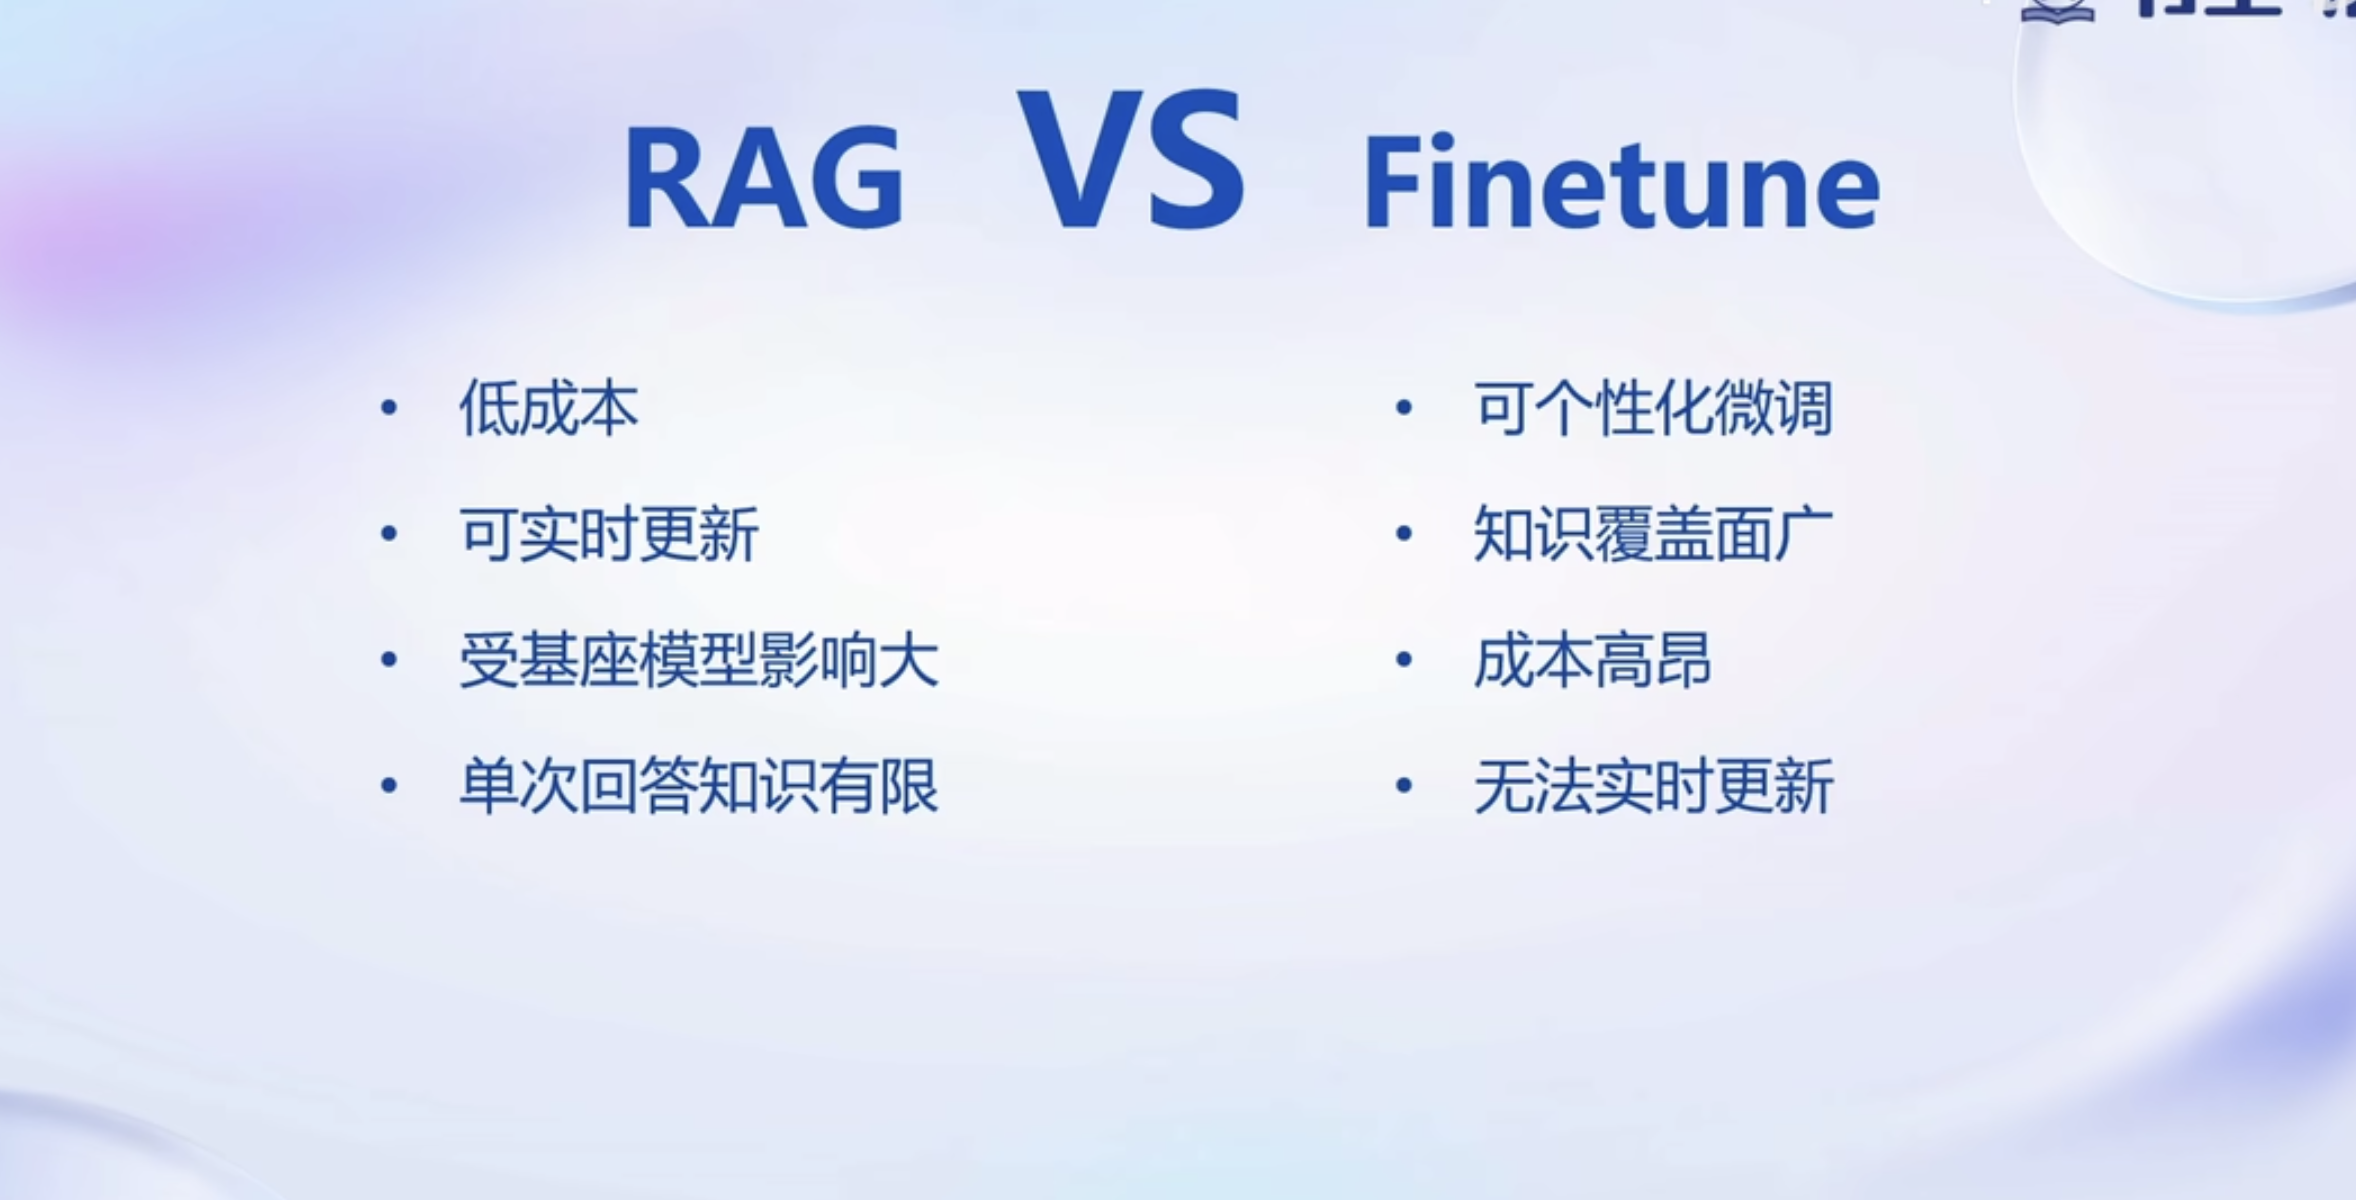 RAG VS Finetune
低成本
可实时更新
受基座模型影响大
单次回答知识有限
可个性化微调
知识覆盖面广
成本高昂
无法实时更新